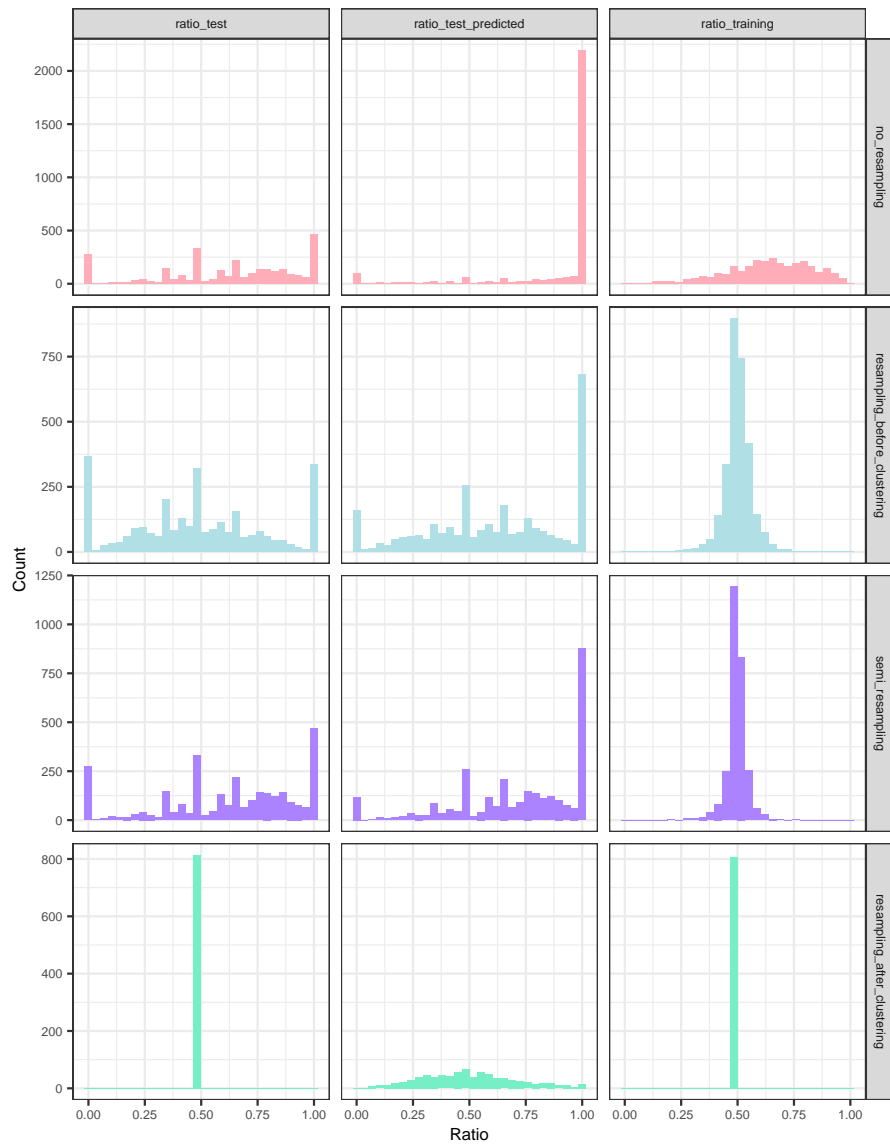 ratio_test ratio_test_predicted ratio_training
2000
1500
1000
500
0
no_resampling
750
500
250
0
resampling_before_clustering
Count
1250
1000
750
500
250
0
semi_resampling
800
600
400
200
0
resampling_after_clustering
0.00 0.25 0.50 0.75 1.00 0.00 0.25 0.50 0.75 1.00 0.00 0.25 0.50 0.75 1.00
Ratio